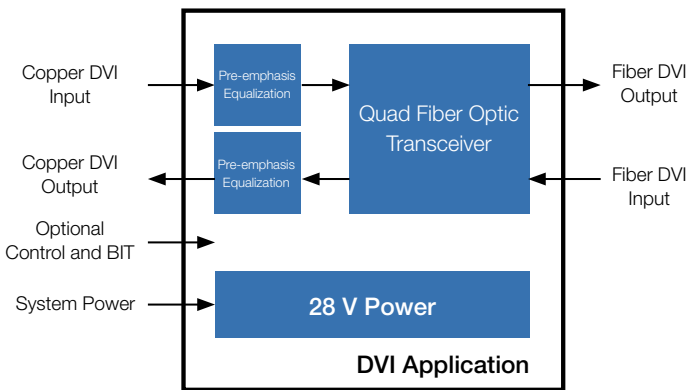 Copper DVI
Input
Pre-emphasis
Equalization
Quad Fiber Optic
Transceiver
Fiber DVI
Output
Copper DVI
Output
Pre-emphasis
Equalization
Fiber DVI
Input
Optional
Control and BIT
System Power
28 V Power
DVI Application